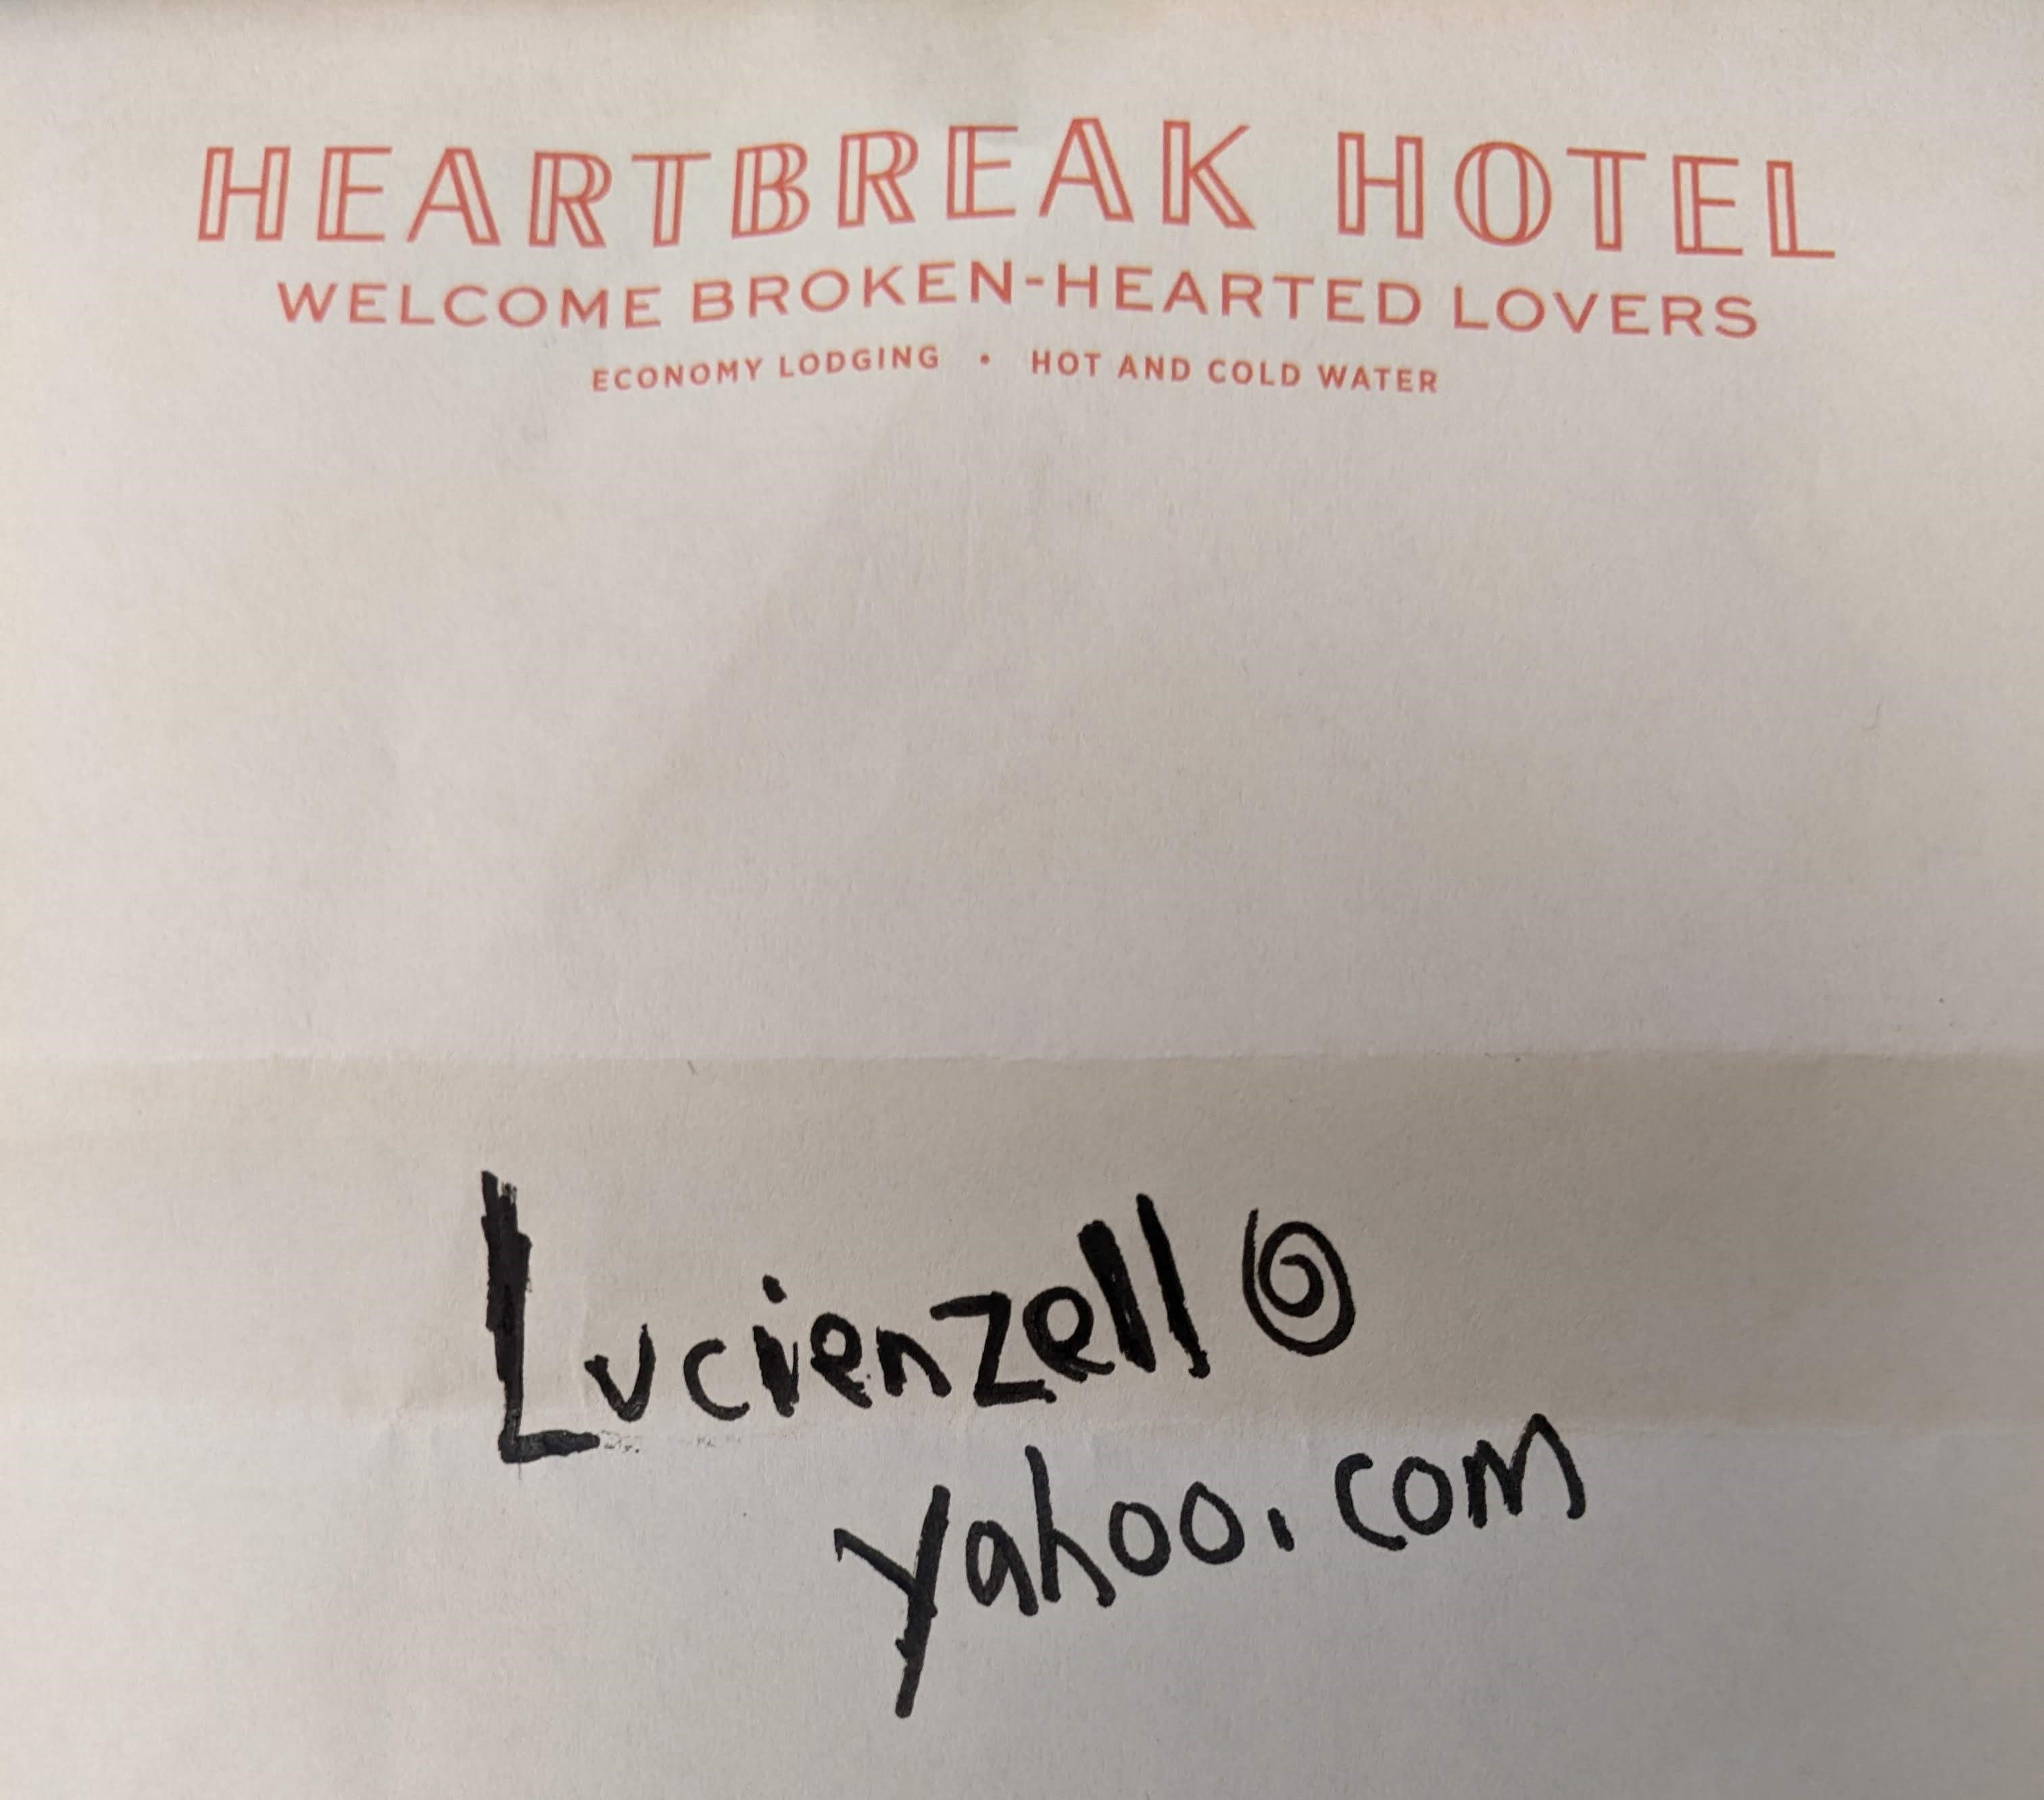 HEARTBREAK HOTEL
WELCOME BROKEN-HEARTED LOVERS
ECONOMY LODGING • HOT AND COLD WATER
Lucienzell@
yahoo.com